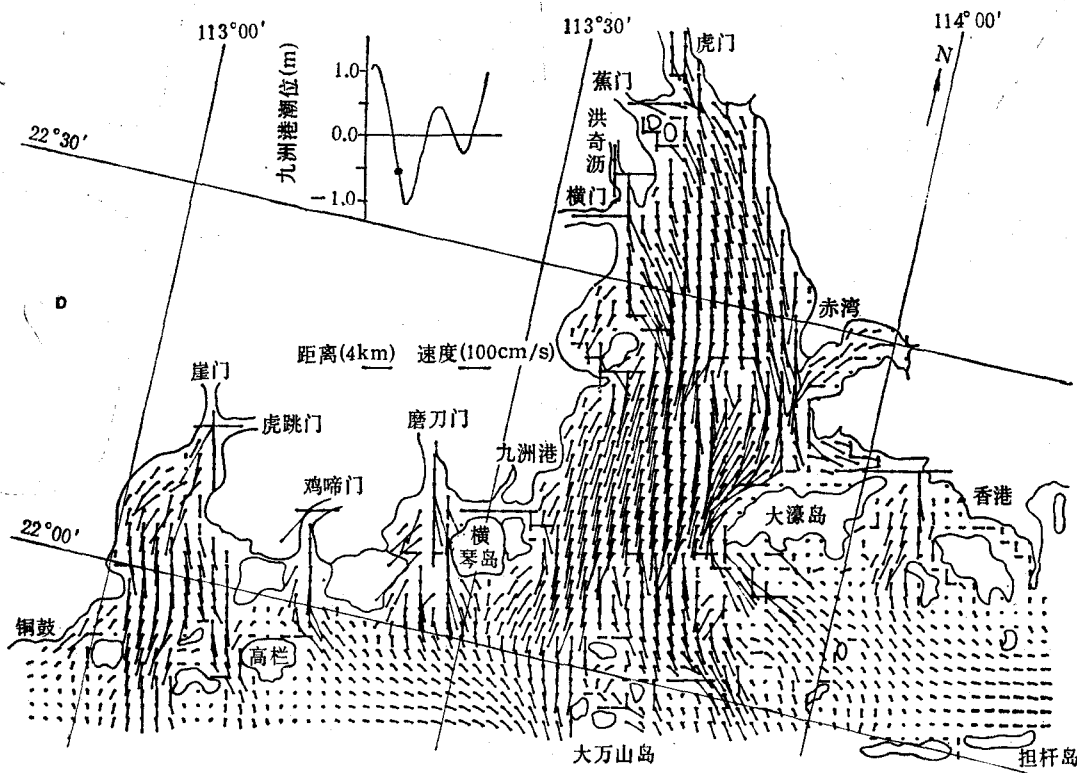 113°00′
113°30′
114°00′
N
虎门
蕉门
洪奇沥
横门
22°30′
九洲港潮位(m)
1.0
0.0
-1.0
赤湾
距离(4km) 速度(100cm/s)
崖门
虎跳门
磨刀门
九洲港
鸡啼门
横琴岛
大濠岛
香港
22°00′
铜鼓
高栏
大万山岛
担杆岛